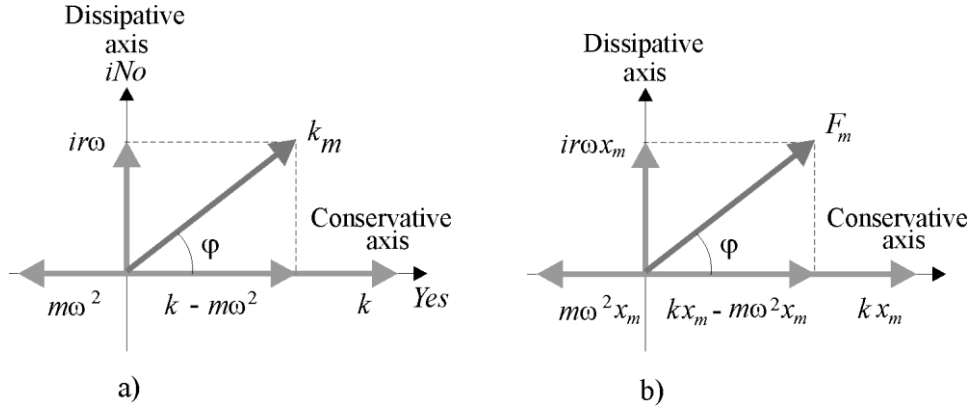 Dissipative
axis
iNo
irω
k_m
Conservative
axis
φ
mω²
k - mω²
k
Yes
a)
Dissipative
axis
irωx_m
F_m
Conservative
axis
φ
mω²x_m
kx_m - mω²x_m
kx_m
b)